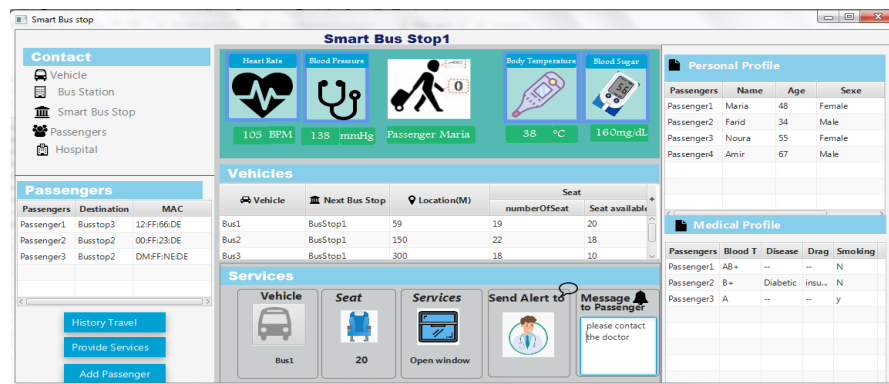 Smart Bus stop
Smart Bus Stop1
Contact
Vehicle
Bus Station
Smart Bus Stop
Passengers
Hospital
Heart Rate
Blood Pressure
Body Temperature
Blood Sugar
0
105 BPM
138 mmHg
Passenger Maria
38 °C
160mg/dL
Personal Profile
Passengers Name Age Sexe
Passenger1 Maria 48 Female
Passenger2 Farid 34 Male
Passenger3 Noura 55 Female
Passenger4 Amir 67 Male
Passengers
Passengers Destination MAC
Passenger1 Busstop3 12:FF:66:DE
Passenger2 Busstop2 00:FF:23:DE
Passenger3 Busstop2 DM:FF:NE:DE
History Travel
Provide Services
Add Passenger
Vehicles
Vehicle Next Bus Stop Location(M) Seat
numberOfSeat Seat available
Bus1 BusStop1 59 19 20
Bus2 BusStop1 150 22 18
Bus3 BusStop1 300 18 10
Services
Vehicle
Bus1
Seat
20
Services
Open window
Send Alert to
Message
to Passenger
please contact
the doctor
Medical Profile
Passengers Blood T Disease Drag Smoking
Passenger1 AB+ -- -- N
Passenger2 B+ Diabetic insu... N
Passenger3 A -- -- y